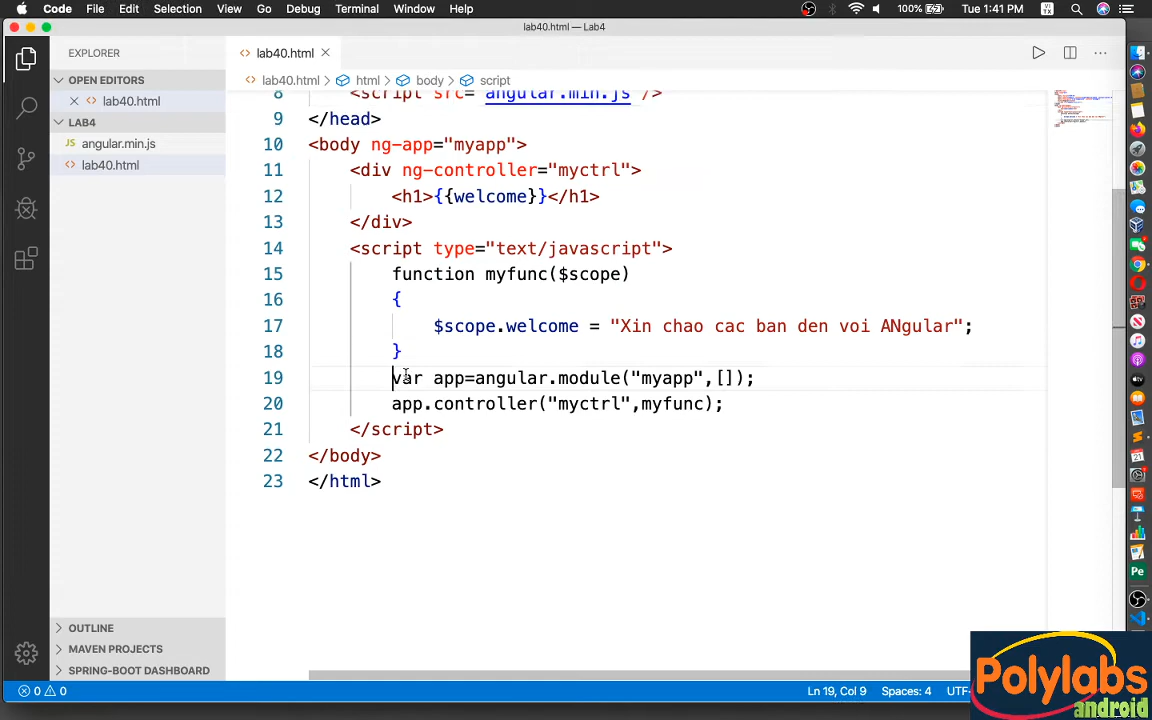 Code File Edit Selection View Go Debug Terminal Window Help 100% Tue 1:41 PM
lab40.html — Lab4
EXPLORER
lab40.html
OPEN EDITORS
lab40.html
LAB4
angular.min.js
lab40.html
lab40.html html body script
8 <script src= angular.min.js />
9 </head>
10 <body ng-app="myapp">
11 <div ng-controller="myctrl">
12 <h1>{{welcome}}</h1>
13 </div>
14 <script type="text/javascript">
15 function myfunc($scope)
16 {
17 $scope.welcome = "Xin chao cac ban den voi ANgular";
18 }
19 var app=angular.module("myapp",[]);
20 app.controller("myctrl",myfunc);
21 </script>
22 </body>
23 </html>
OUTLINE
MAVEN PROJECTS
SPRING-BOOT DASHBOARD
0 0 Ln 19, Col 9 Spaces: 4 UTF-
Polylabs
android